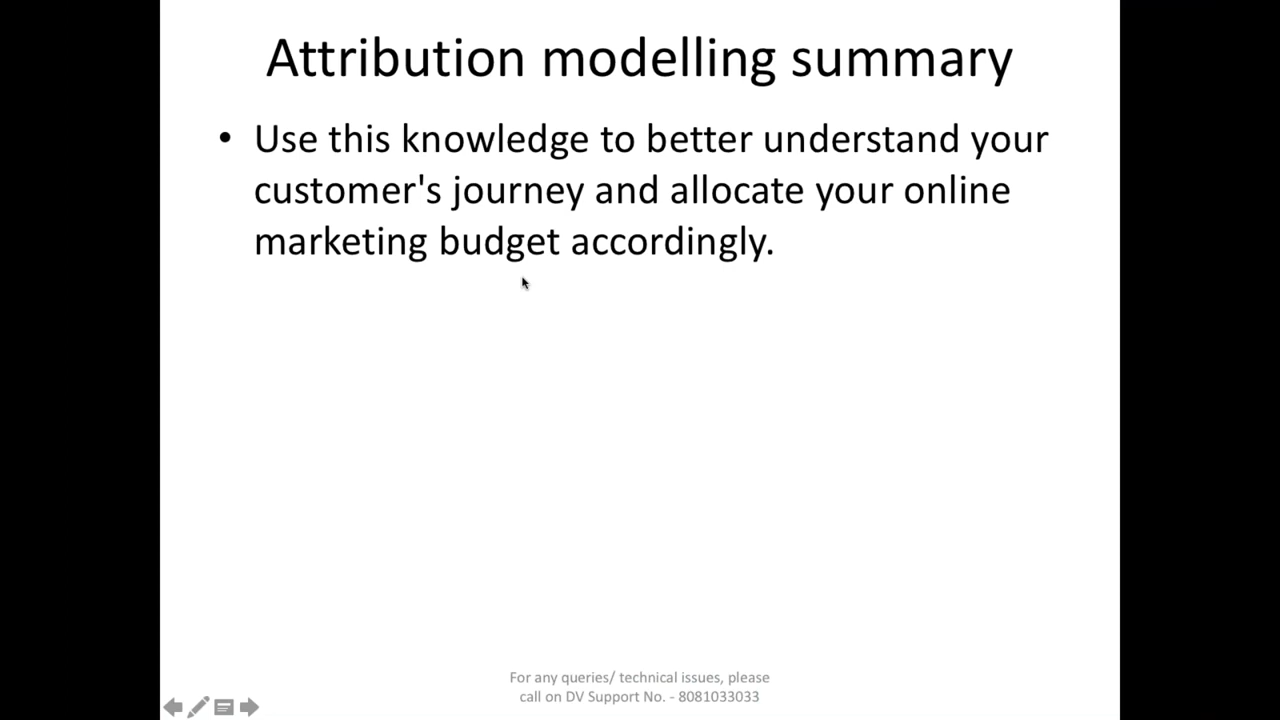 Attribution modelling summary
• Use this knowledge to better understand your
customer's journey and allocate your online
marketing budget accordingly.
For any queries/ technical issues, please
call on DV Support No. - 8081033033